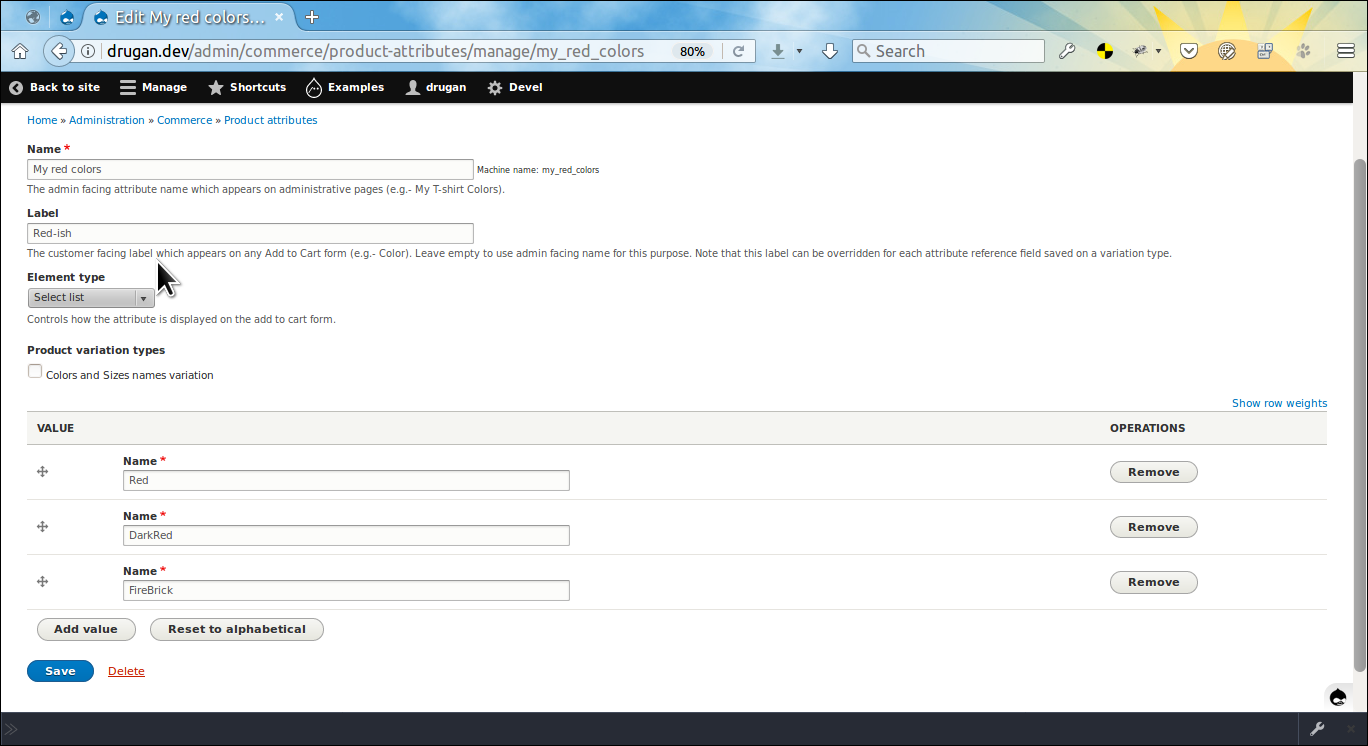 Edit My red colors...
drugan.dev/admin/commerce/product-attributes/manage/my_red_colors 80% Search
Back to site Manage Shortcuts Examples drugan Devel
Home » Administration » Commerce » Product attributes
Name *
My red colors Machine name: my_red_colors
The admin facing attribute name which appears on administrative pages (e.g.- My T-shirt Colors).
Label
Red-ish
The customer facing label which appears on any Add to Cart form (e.g.- Color). Leave empty to use admin facing name for this purpose. Note that this label can be overridden for each attribute reference field saved on a variation type.
Element type
Select list
Controls how the attribute is displayed on the add to cart form.
Product variation types
Colors and Sizes names variation
Show row weights
VALUE OPERATIONS
Name *
Red Remove
Name *
DarkRed Remove
Name *
FireBrick Remove
Add value Reset to alphabetical
Save Delete